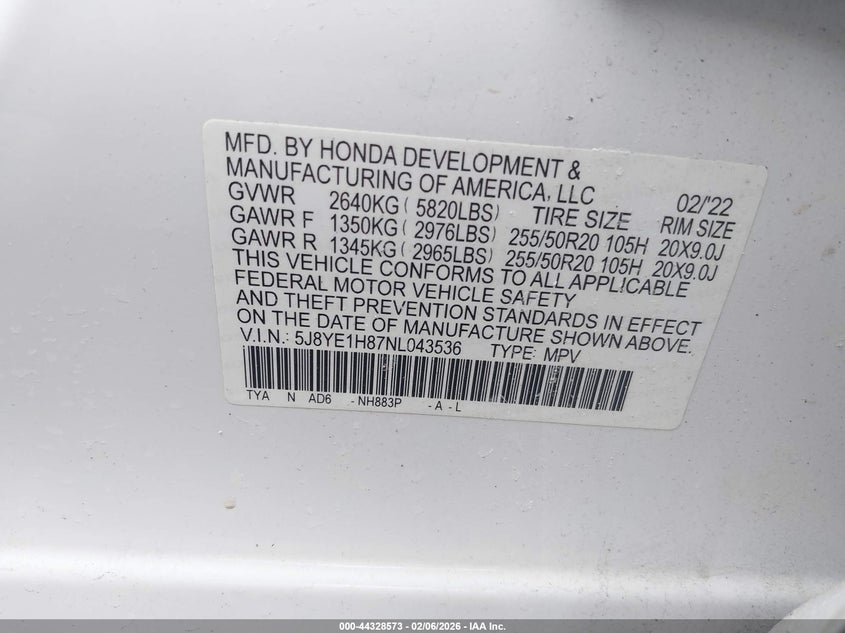 MFD. BY HONDA DEVELOPMENT &
MANUFACTURING OF AMERICA, LLC 02/'22
GVWR 2640KG ( 5820LBS) TIRE SIZE RIM SIZE
GAWR F 1350KG ( 2976LBS) 255/50R20 105H 20X9.0J
GAWR R 1345KG ( 2965LBS) 255/50R20 105H 20X9.0J
THIS VEHICLE CONFORMS TO ALL APPLICABLE
FEDERAL MOTOR VEHICLE SAFETY
AND THEFT PREVENTION STANDARDS IN EFFECT
ON THE DATE OF MANUFACTURE SHOWN ABOVE.
V.I.N.: 5J8YE1H87NL043536 TYPE: MPV
TYA N AD6 - NH883P - A - L
000-44328573 | 02/06/2026 - IAA Inc.